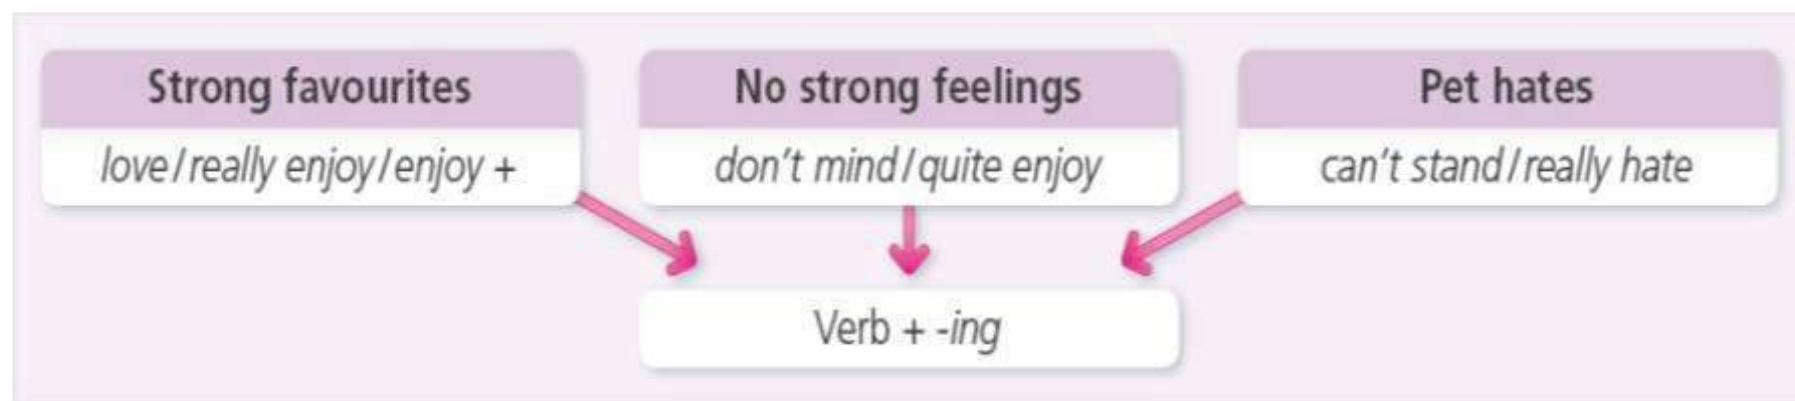 Strong favourites
love/really enjoy/enjoy +
No strong feelings
don't mind/quite enjoy
Pet hates
can't stand/really hate
Verb + -ing